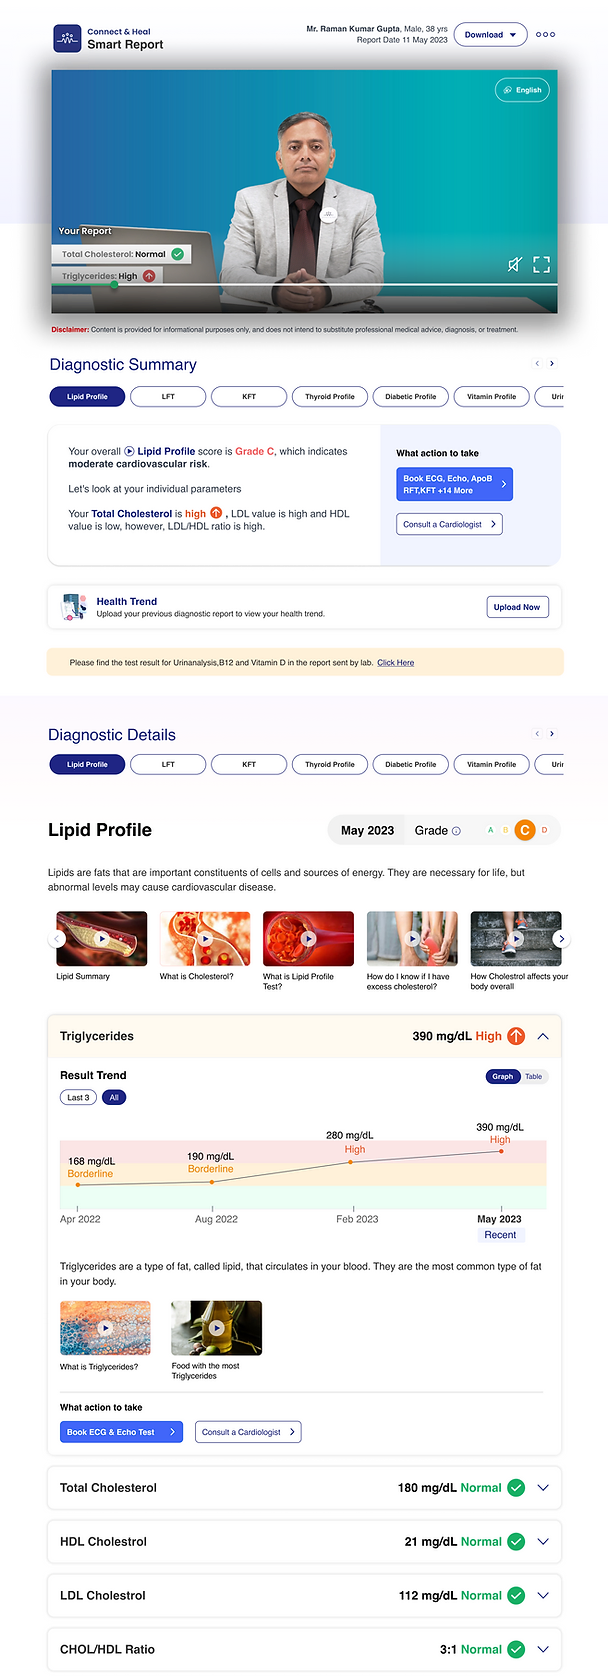 Connect & Heal
Smart Report
Mr. Raman Kumar Gupta, Male, 38 yrs
Report Date 11 May 2023
Download
English
Your Report
Total Cholesterol: Normal
Triglycerides: High
Disclaimer: Content is provided for informational purposes only, and does not intend to substitute professional medical advice, diagnosis, or treatment.
Diagnostic Summary
Lipid Profile
LFT
KFT
Thyroid Profile
Diabetic Profile
Vitamin Profile
Urir
Your overall Lipid Profile score is Grade C, which indicates
moderate cardiovascular risk.
Let's look at your individual parameters
Your Total Cholesterol is high , LDL value is high and HDL
value is low, however, LDL/HDL ratio is high.
What action to take
Book ECG, Echo, ApoB
RFT,KFT +14 More
Consult a Cardiologist
Health Trend
Upload your previous diagnostic report to view your health trend.
Upload Now
Please find the test result for Urinanalysis,B12 and Vitamin D in the report sent by lab. Click Here
Diagnostic Details
Lipid Profile
LFT
KFT
Thyroid Profile
Diabetic Profile
Vitamin Profile
Urir
Lipid Profile
May 2023
Grade
A
B
C
D
Lipids are fats that are important constituents of cells and sources of energy. They are necessary for life, but
abnormal levels may cause cardiovascular disease.
Lipid Summary
What is Cholesterol?
What is Lipid Profile
Test?
How do I know if I have
excess cholesterol?
How Cholestrol affects your
body overall
Triglycerides
390 mg/dL High
Result Trend
Graph
Table
Last 3
All
168 mg/dL
Borderline
190 mg/dL
Borderline
280 mg/dL
High
390 mg/dL
High
Apr 2022
Aug 2022
Feb 2023
May 2023
Recent
Triglycerides are a type of fat, called lipid, that circulates in your blood. They are the most common type of fat
in your body.
What is Triglycerides?
Food with the most
Triglycerides
What action to take
Book ECG & Echo Test
Consult a Cardiologist
Total Cholesterol
180 mg/dL Normal
HDL Cholestrol
21 mg/dL Normal
LDL Cholestrol
112 mg/dL Normal
CHOL/HDL Ratio
3:1 Normal